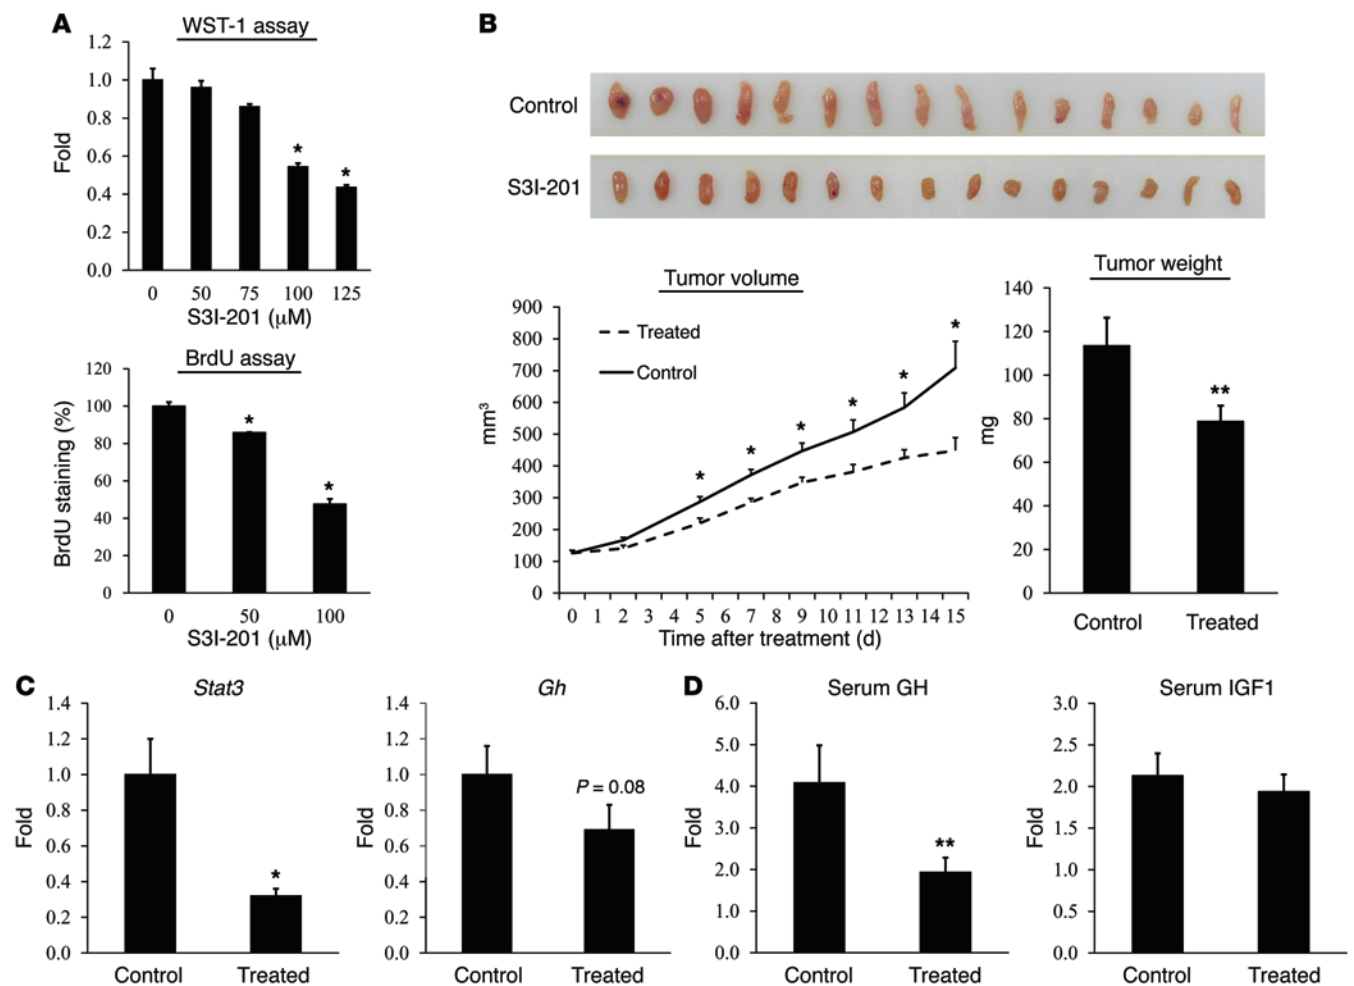 A
WST-1 assay
1.2
1.0
0.8
0.6
0.4
0.2
0.0
Fold
*
*
0 50 75 100 125
S3I-201 (μM)
BrdU assay
120
100
80
60
40
20
0
BrdU staining (%)
*
*
0 50 100
S3I-201 (μM)
B
Control
S3I-201
Tumor volume
900
800
700
600
500
400
300
200
100
0
mm³
Treated
Control
* * * * * *
0 1 2 3 4 5 6 7 8 9 10 11 12 13 14 15
Time after treatment (d)
Tumor weight
140
120
100
80
60
40
20
0
mg
**
Control Treated
C
Stat3
1.4
1.2
1.0
0.8
0.6
0.4
0.2
0.0
Fold
*
Control Treated
Gh
1.4
1.2
1.0
0.8
0.6
0.4
0.2
0.0
Fold
P = 0.08
Control Treated
D
Serum GH
6.0
5.0
4.0
3.0
2.0
1.0
0.0
Fold
**
Control Treated
Serum IGF1
3.0
2.5
2.0
1.5
1.0
0.5
0.0
Fold
Control Treated